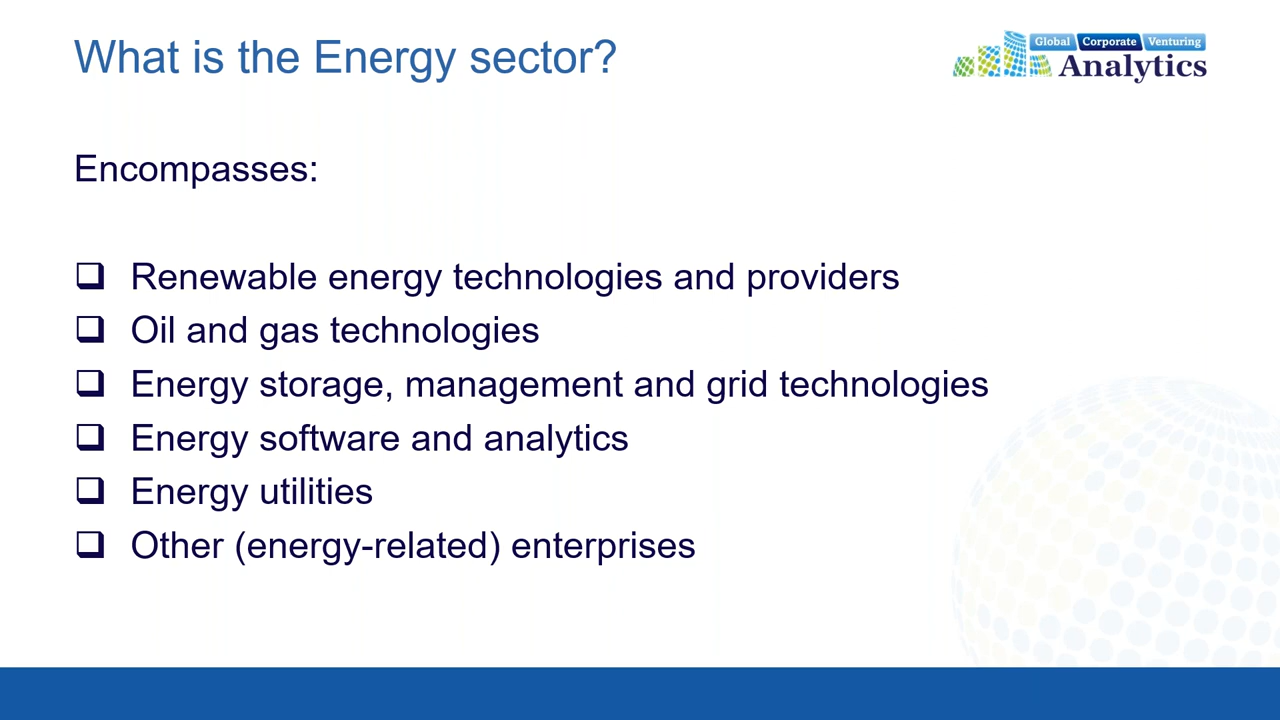 What is the Energy sector?
Global Corporate Venturing
Analytics
Encompasses:
❑ Renewable energy technologies and providers
❑ Oil and gas technologies
❑ Energy storage, management and grid technologies
❑ Energy software and analytics
❑ Energy utilities
❑ Other (energy-related) enterprises